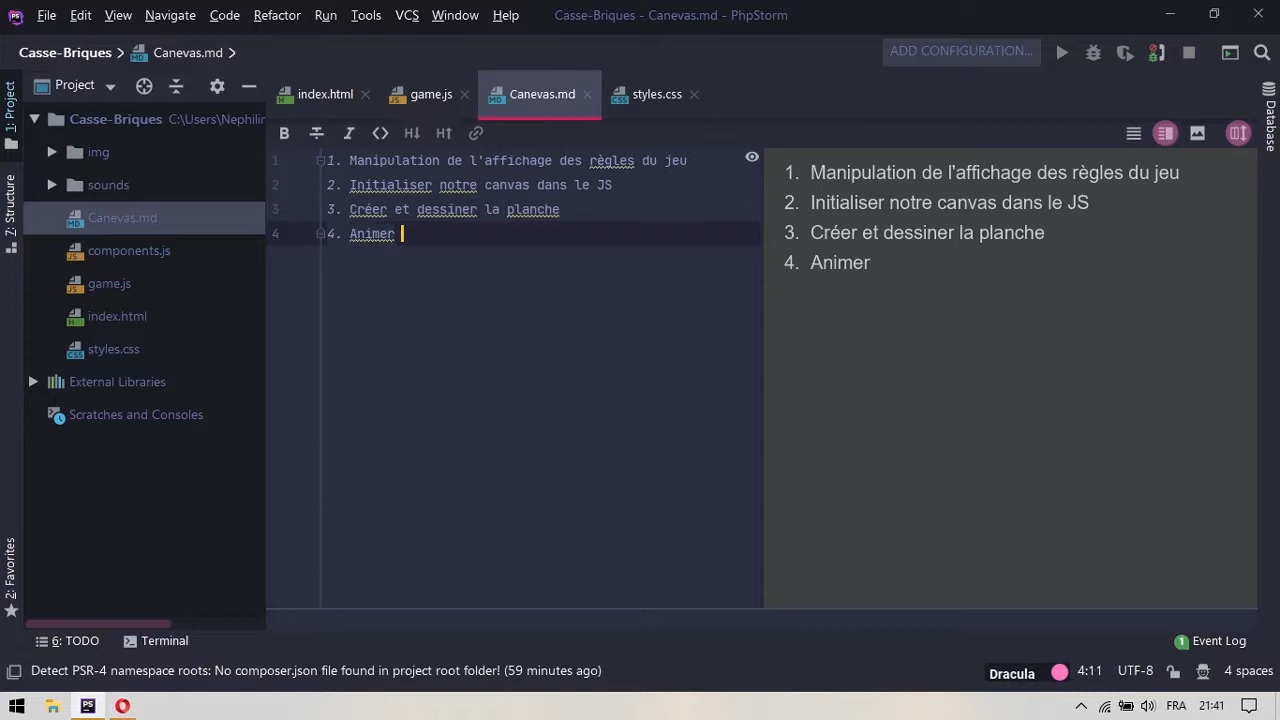 File Edit View Navigate Code Refactor Run Tools VCS Window Help Casse-Briques - Canevas.md - PhpStorm
Casse-Briques Canevas.md ADD CONFIGURATION...
1: Project
Project
index.html game.js Canevas.md styles.css
Database
Casse-Briques C:\Users\Nephilin
img
sounds
Canevas.md
components.js
game.js
index.html
styles.css
External Libraries
Scratches and Consoles
Z: Structure
2: Favorites
B I <> H↓ H↑
1 1. Manipulation de l'affichage des règles du jeu
2 2. Initialiser notre canvas dans le JS
3 3. Créer et dessiner la planche
4 4. Animer
1. Manipulation de l'affichage des règles du jeu
2. Initialiser notre canvas dans le JS
3. Créer et dessiner la planche
4. Animer
6: TODO Terminal 1 Event Log
Detect PSR-4 namespace roots: No composer.json file found in project root folder! (59 minutes ago) Dracula 4:11 UTF-8 4 spaces
FRA 21:41